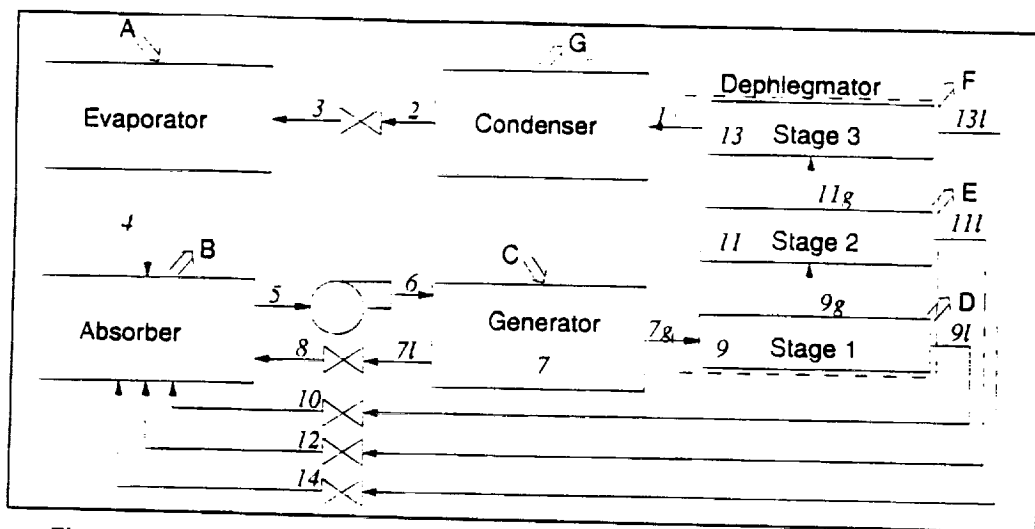 A
G
Dephlegmator
F
Evaporator
3
2
Condenser
1
13
Stage 3
13l
11g
E
11l
4
B
C
11
Stage 2
5
6
9g
D
Absorber
Generator
7g
9l
8
7l
7
9
Stage 1
10
12
14